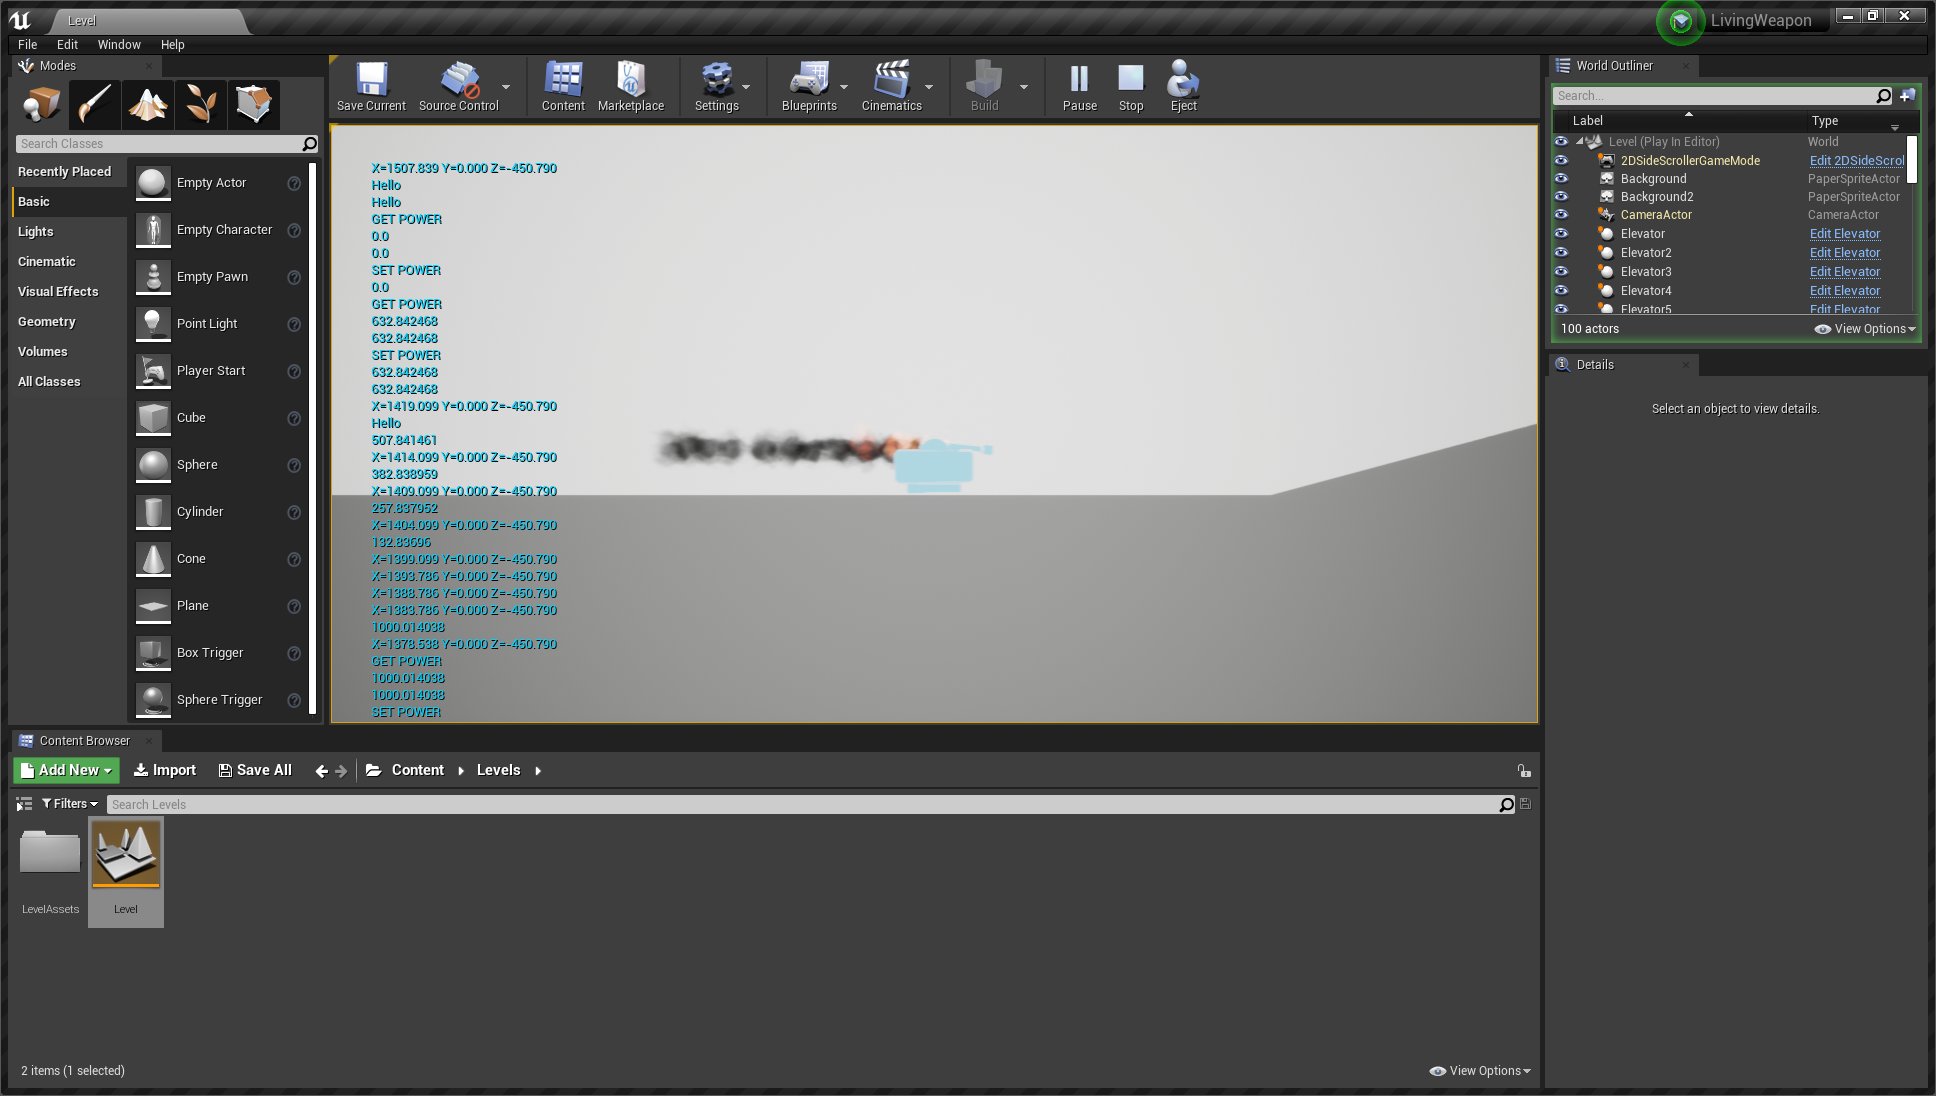 Level
LivingWeapon
File Edit Window Help
Modes
Search Classes
Recently Placed
Basic
Lights
Cinematic
Visual Effects
Geometry
Volumes
All Classes
Empty Actor
Empty Character
Empty Pawn
Point Light
Player Start
Cube
Sphere
Cylinder
Cone
Plane
Box Trigger
Sphere Trigger
Save Current
Source Control
Content
Marketplace
Settings
Blueprints
Cinematics
Build
Pause
Stop
Eject
X=1507.839 Y=0.000 Z=-450.790
Hello
Hello
GET POWER
0.0
0.0
SET POWER
0.0
GET POWER
632.842468
632.842468
SET POWER
632.842468
632.842468
X=1419.099 Y=0.000 Z=-450.790
Hello
507.841461
X=1414.099 Y=0.000 Z=-450.790
382.838959
X=1409.099 Y=0.000 Z=-450.790
257.837952
X=1404.099 Y=0.000 Z=-450.790
132.83696
X=1399.099 Y=0.000 Z=-450.790
X=1393.786 Y=0.000 Z=-450.790
X=1388.786 Y=0.000 Z=-450.790
X=1383.786 Y=0.000 Z=-450.790
1000.014038
X=1378.538 Y=0.000 Z=-450.790
GET POWER
1000.014038
1000.014038
SET POWER
World Outliner
Search...
Label Type
Level (Play In Editor) World
2DSideScrollerGameMode Edit 2DSideScrol
Background PaperSpriteActor
Background2 PaperSpriteActor
CameraActor CameraActor
Elevator Edit Elevator
Elevator2 Edit Elevator
Elevator3 Edit Elevator
Elevator4 Edit Elevator
Elevator5 Edit Elevator
100 actors View Options
Details
Select an object to view details.
Content Browser
Add New Import Save All Content Levels
Filters Search Levels
LevelAssets
Level
2 items (1 selected)
View Options